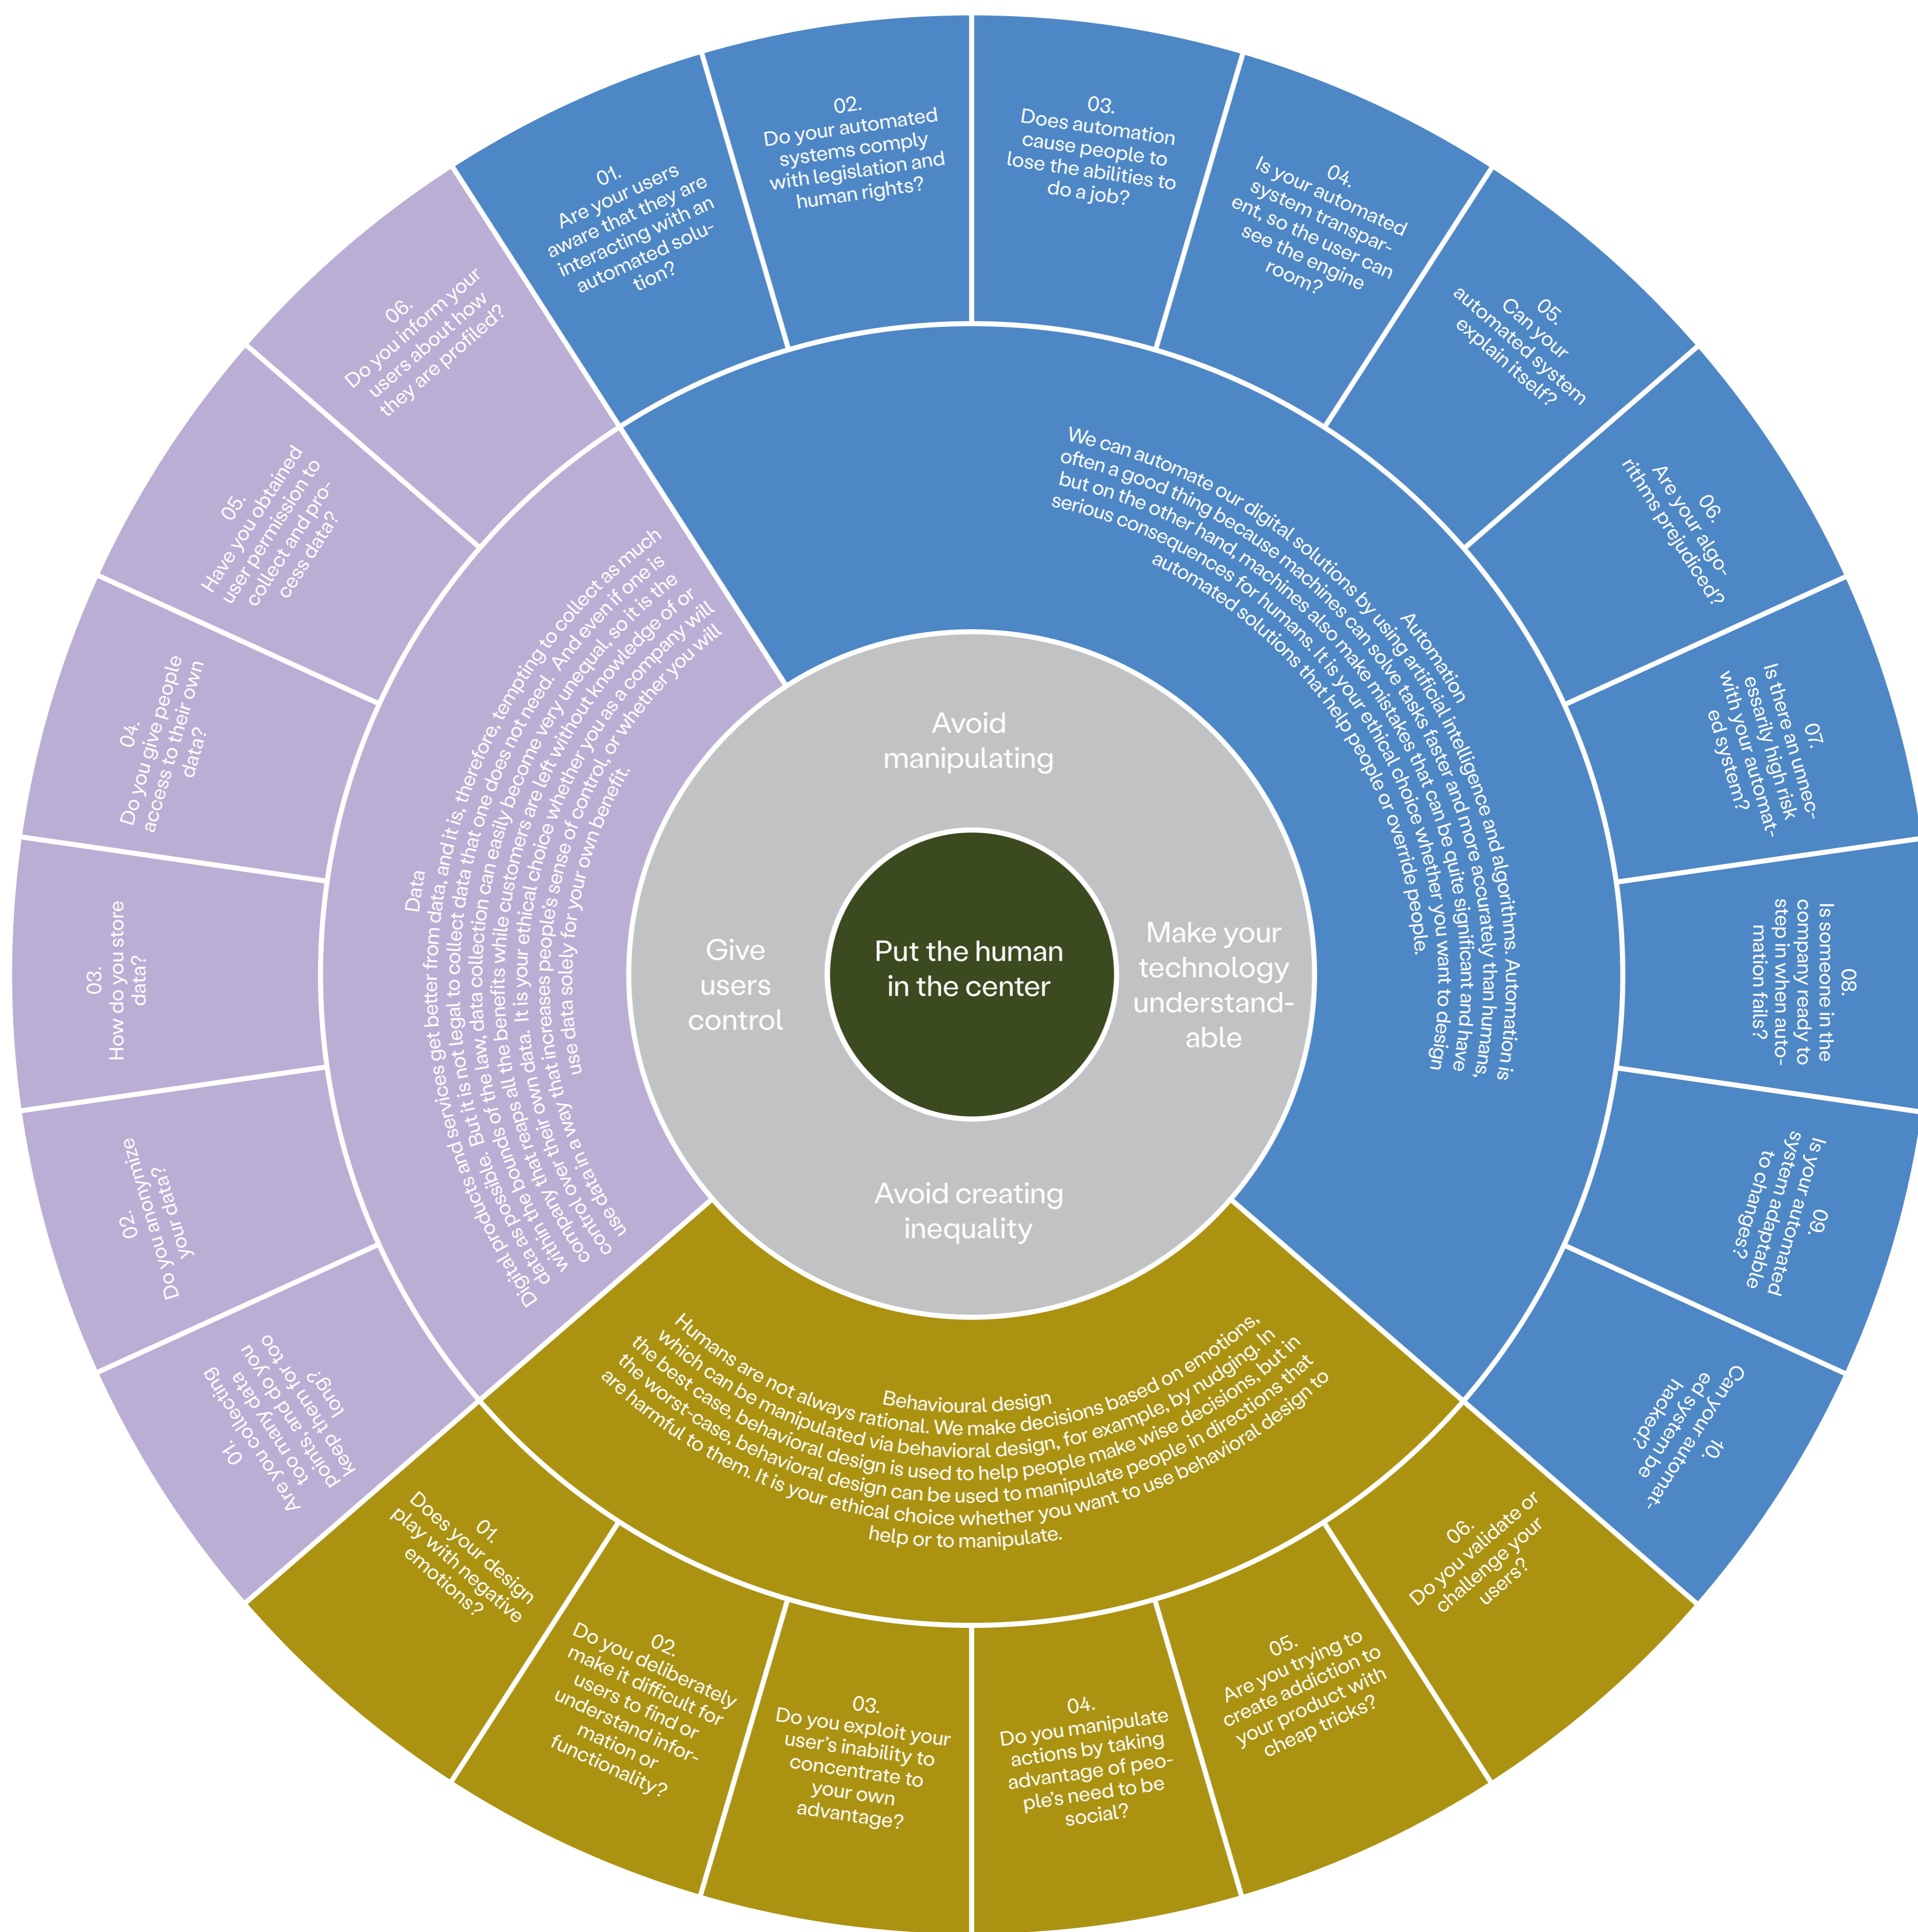 Put the human
in the center
Avoid
manipulating
Make your
technology
understand-
able
Avoid creating
inequality
Give
users
control
Automation
We can automate our digital solutions by using artificial intelligence and algorithms. Automation is
often a good thing because machines can solve tasks faster and more accurately than humans,
but on the other hand, machines also make mistakes that can be quite significant and have
serious consequences for humans. It is your ethical choice whether you want to design
automated solutions that help people or override people.
01.
Are your users
aware that they are
interacting with an
automated solu-
tion?
02.
Do your automated
systems comply
with legislation and
human rights?
03.
Does automation
cause people to
lose the abilities to
do a job?
04.
Is your automated
system transpar-
ent, so the user can
see the engine
room?
05.
Can your
automated system
explain itself?
06.
Are your algo-
rithms prejudiced?
07.
Is there an unnec-
essarily high risk
with your automat-
ed system?
08.
Is someone in the
company ready to
step in when auto-
mation fails?
09.
Is your automated
system adaptable
to changes?
10.
Can your automat-
ed system be
hacked?
Behavioural design
Humans are not always rational. We make decisions based on emotions,
which can be manipulated via behavioral design, for example, by nudging. In
the best case, behavioral design is used to help people make wise decisions, but in
the worst-case, behavioral design can be used to manipulate people in directions that
are harmful to them. It is your ethical choice whether you want to use behavioral design to
help or to manipulate.
01.
Does your design
play with negative
emotions?
02.
Do you deliberately
make it difficult for
users to find or
understand infor-
mation or
functionality?
03.
Do you exploit your
user's inability to
concentrate to
your own
advantage?
04.
Do you manipulate
actions by taking
advantage of peo-
ple's need to be
social?
05.
Are you trying to
create addiction to
your product with
cheap tricks?
06.
Do you validate or
challenge your
users?
Data
Digital products and services get better from data, and it is, therefore, tempting to collect as much
data as possible. But it is not legal to collect data that one does not need. And even if one is
within the bounds of the law, data collection can easily become very unequal, so it is the
company that reaps all the benefits while customers are left without knowledge of or
control over their own data. It is your ethical choice whether you as a company will
use data in a way that increases people's sense of control, or whether you will
use data solely for your own benefit.
01.
Are you collecting
too many data
points, and do you
keep them for too
long?
02.
Do you anonymize
your data?
03.
How do you store
data?
04.
Do you give people
access to their own
data?
05.
Have you obtained
user permission to
collect and pro-
cess data?
06.
Do you inform your
users about how
they are profiled?